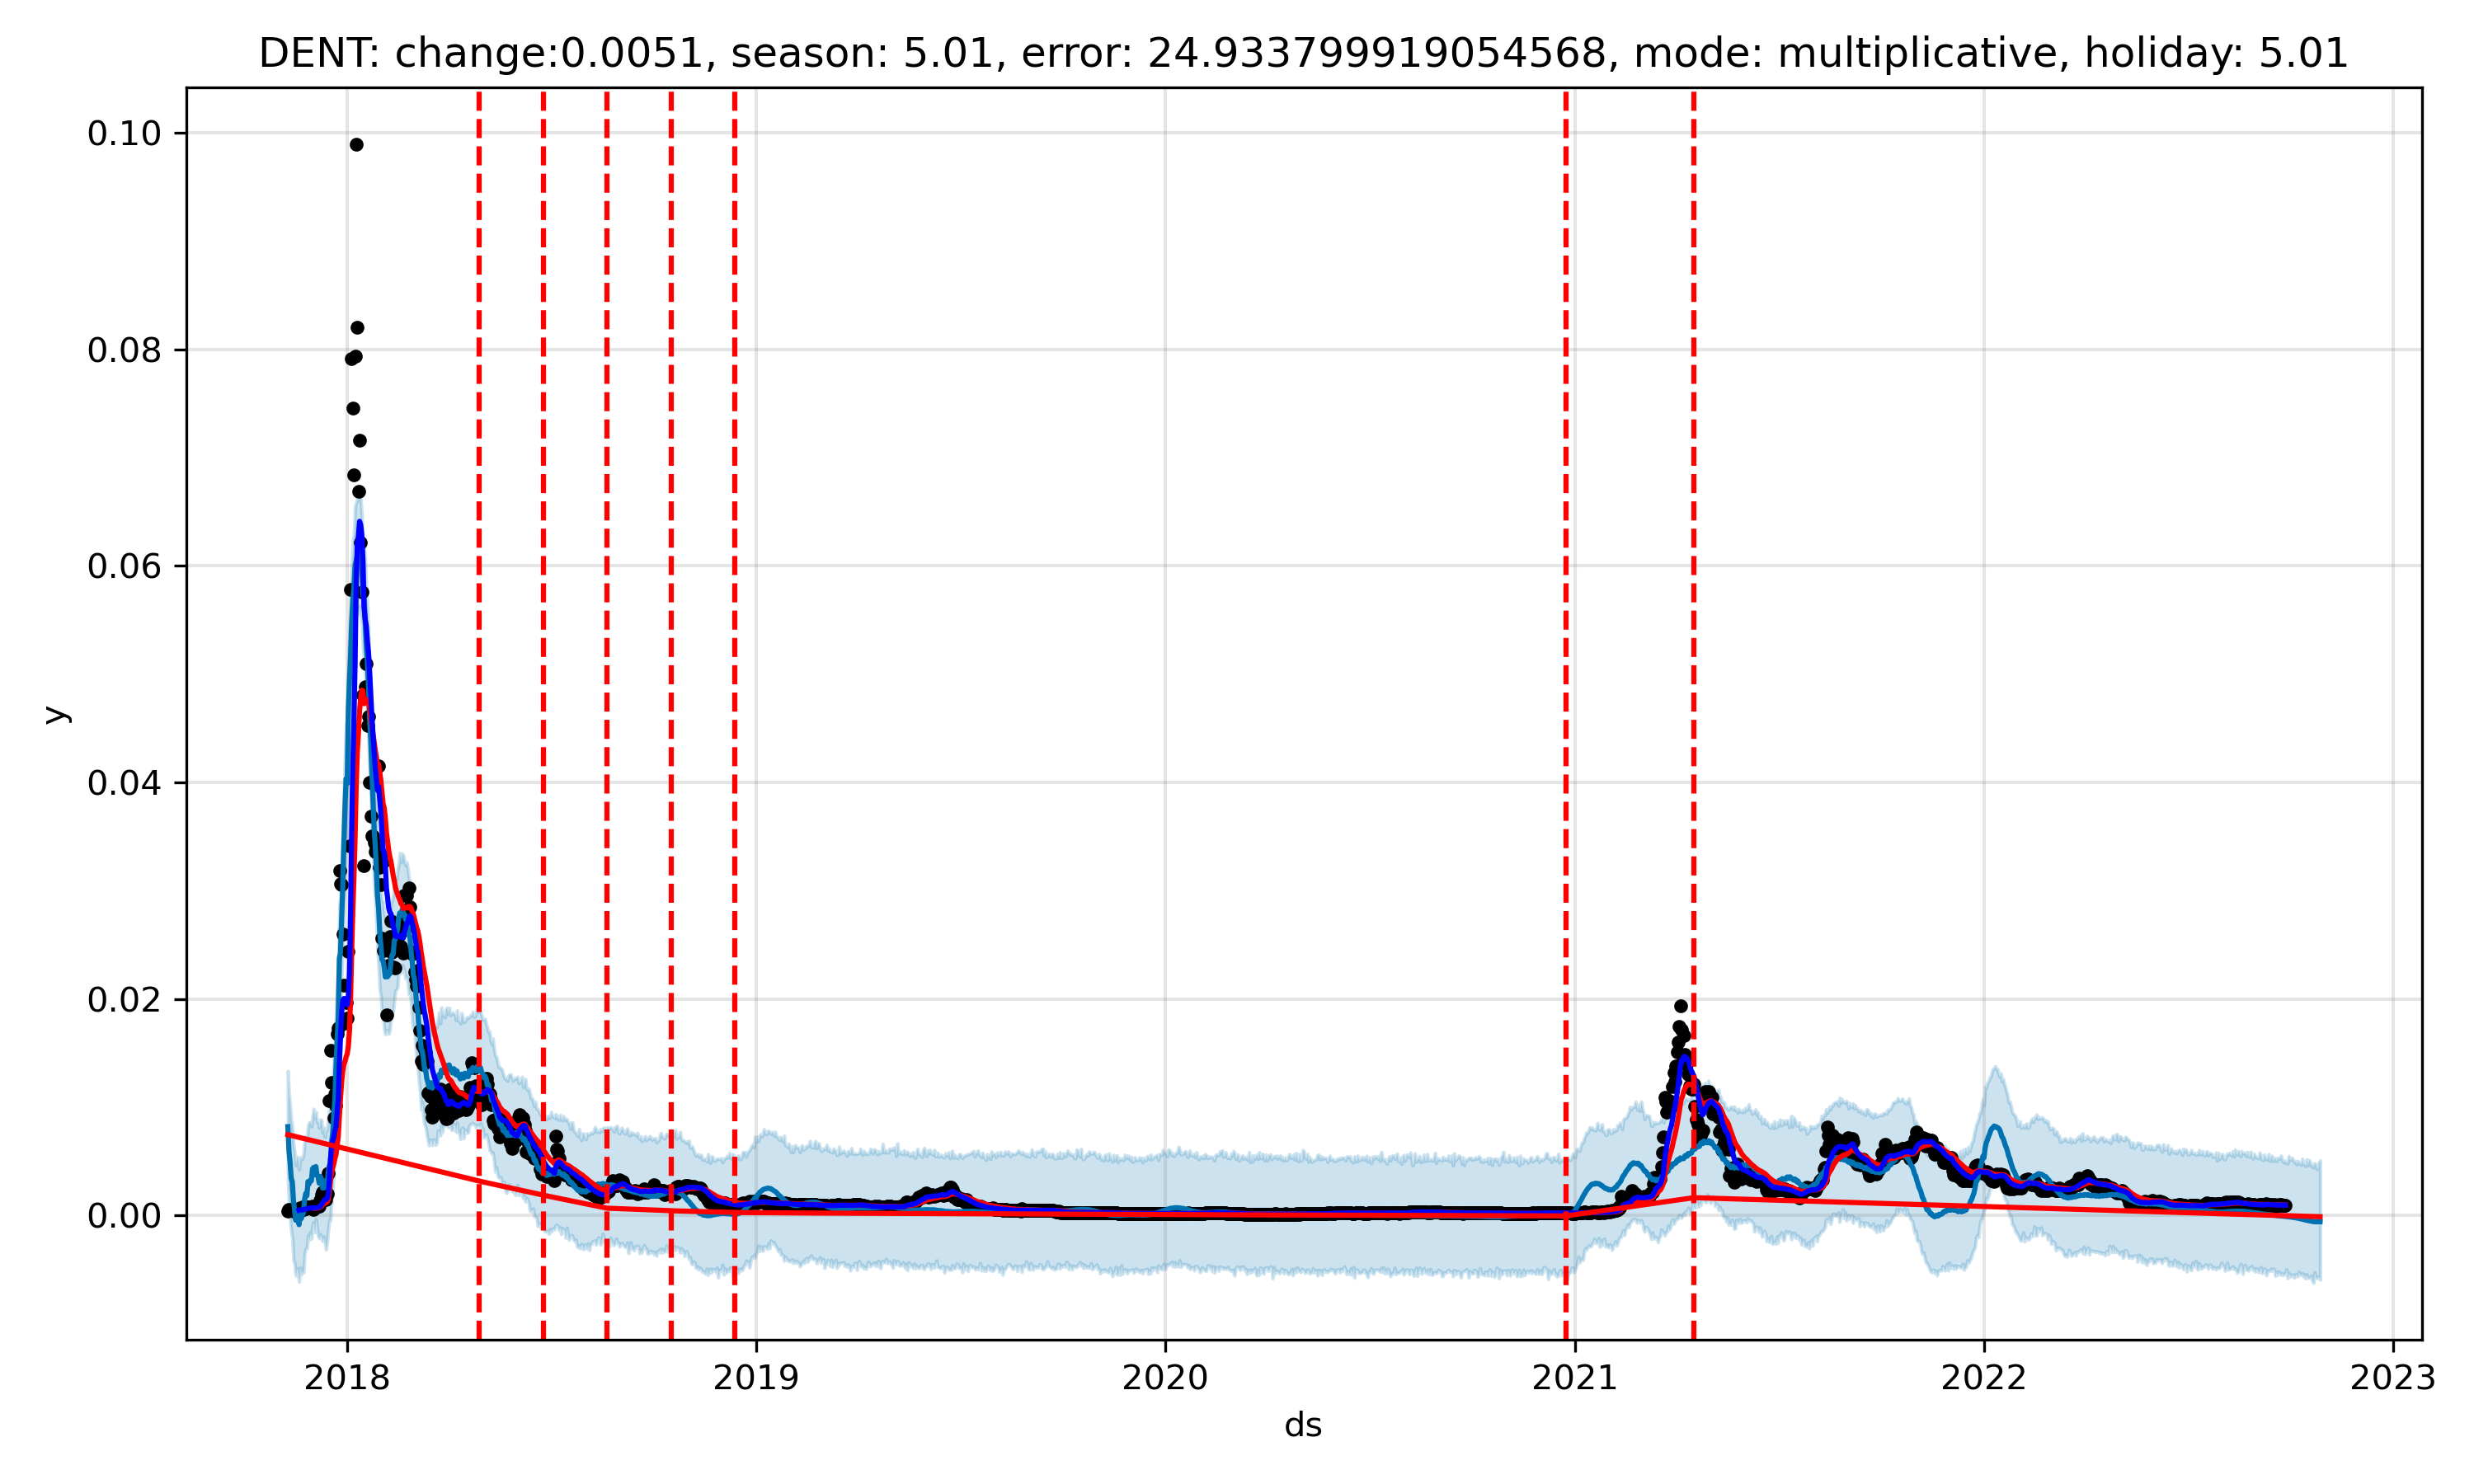 DENT: change:0.0051, season: 5.01, error: 24.933799919054568, mode: multiplicative, holiday: 5.01
0.10
0.08
0.06
y
0.04
0.02
0.00
2018 2019 2020 2021 2022 2023
ds